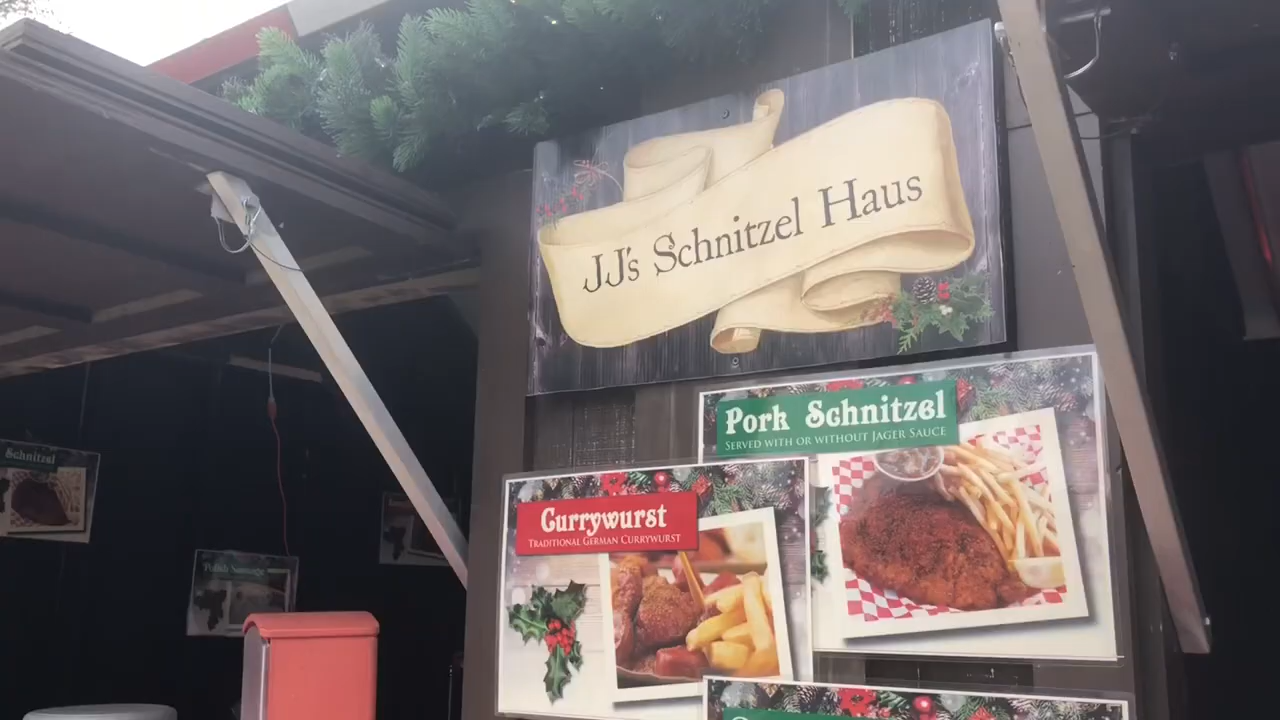 JJ's Schnitzel Haus
Pork Schnitzel
SERVED WITH OR WITHOUT JAGER SAUCE
Currywurst
TRADITIONAL GERMAN CURRYWURST
Schnitzel
Polish Sausage